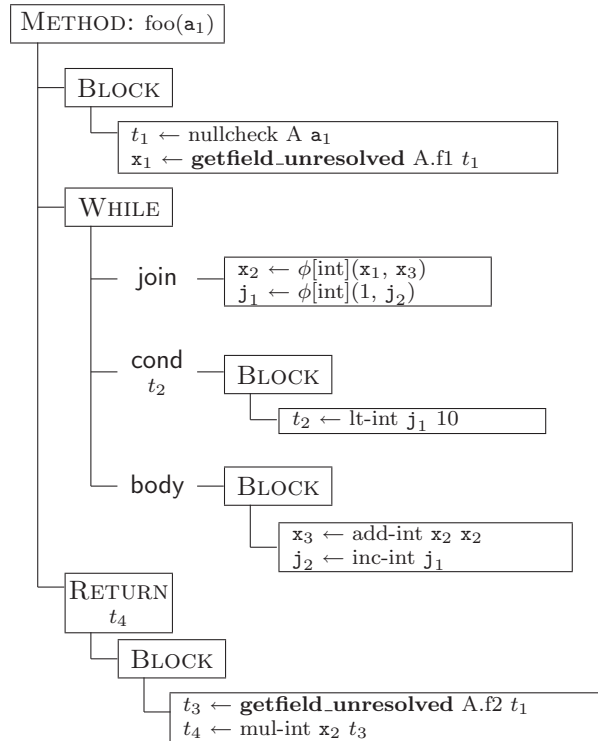 METHOD: foo(a₁)
BLOCK
t₁ ← nullcheck A a₁
x₁ ← getfield_unresolved A.f1 t₁
WHILE
join
x₂ ← ϕ[int](x₁, x₃)
j₁ ← ϕ[int](1, j₂)
cond
t₂
BLOCK
t₂ ← lt-int j₁ 10
body
BLOCK
x₃ ← add-int x₂ x₂
j₂ ← inc-int j₁
RETURN
t₄
BLOCK
t₃ ← getfield_unresolved A.f2 t₁
t₄ ← mul-int x₂ t₃